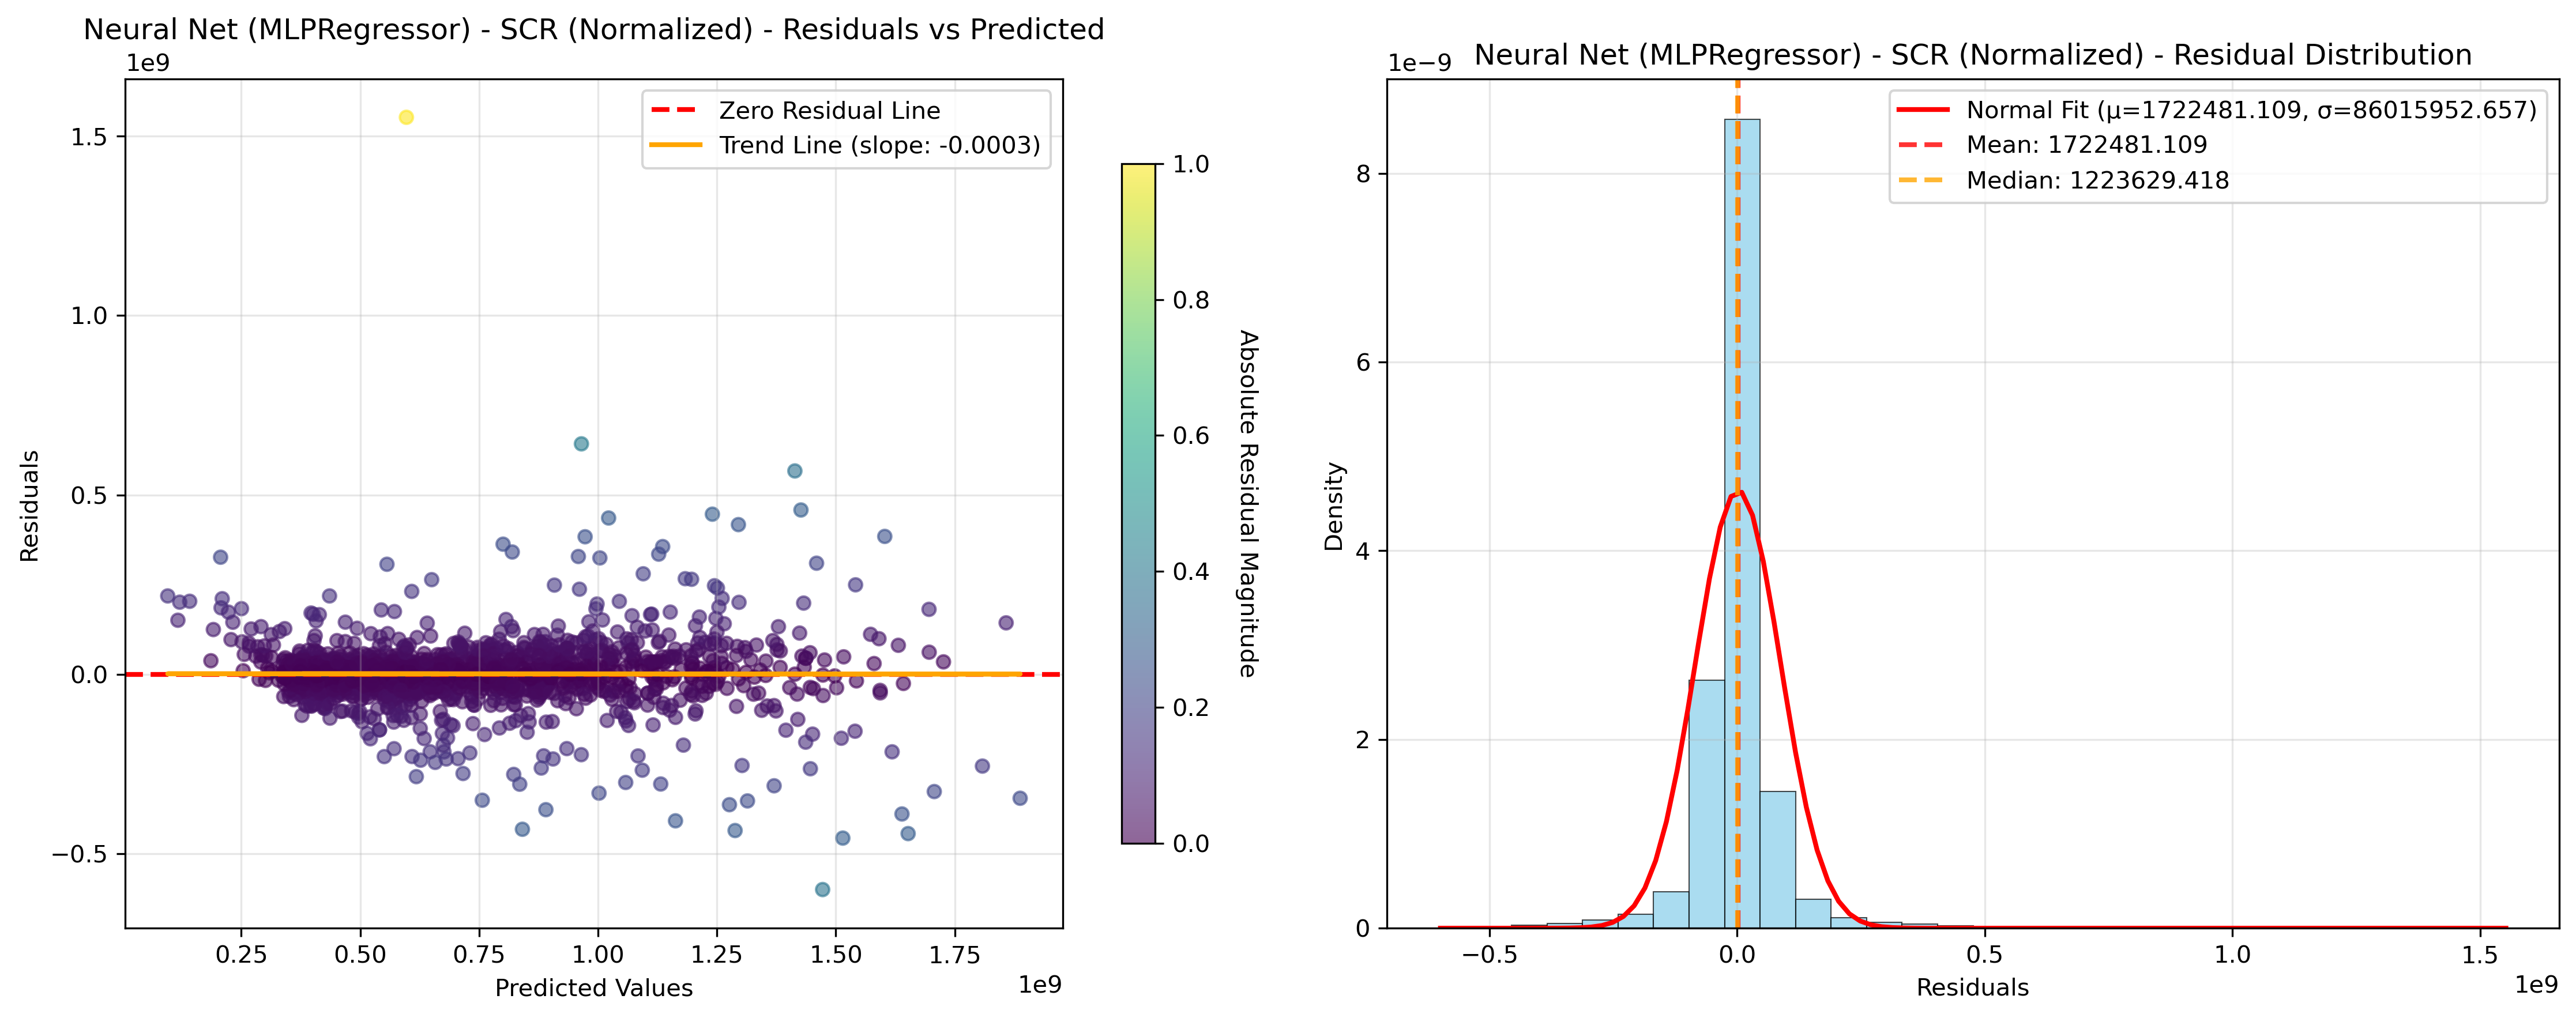 Neural Net (MLPRegressor) - SCR (Normalized) - Residuals vs Predicted
1e9
Zero Residual Line
Trend Line (slope: -0.0003)
1.5
1.0
0.5
0.0
−0.5
Residuals
0.25
0.50
0.75
1.00
1.25
1.50
1.75
1e9
Predicted Values
1.0
0.8
0.6
0.4
0.2
0.0
Absolute Residual Magnitude
Neural Net (MLPRegressor) - SCR (Normalized) - Residual Distribution
1e−9
Normal Fit (μ=1722481.109, σ=86015952.657)
Mean: 1722481.109
Median: 1223629.418
8
6
4
2
0
Density
−0.5
0.0
0.5
1.0
1.5
1e9
Residuals